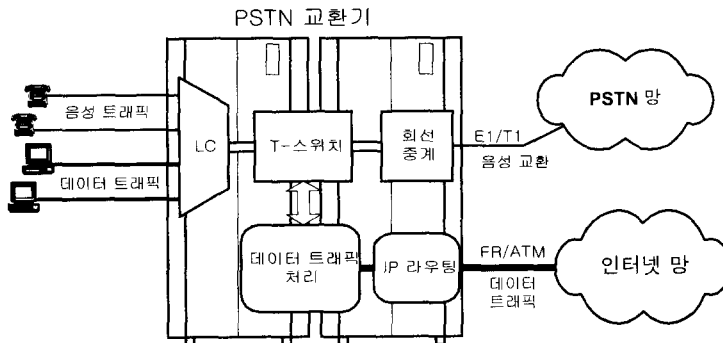 PSTN 교환기
음성 트래픽
데이터 트래픽
LC
T-스위치
회선
중계
E1/T1
음성 교환
PSTN 망
데이터 트래픽
처리
IP 라우팅
FR/ATM
데이터
트래픽
인터넷 망